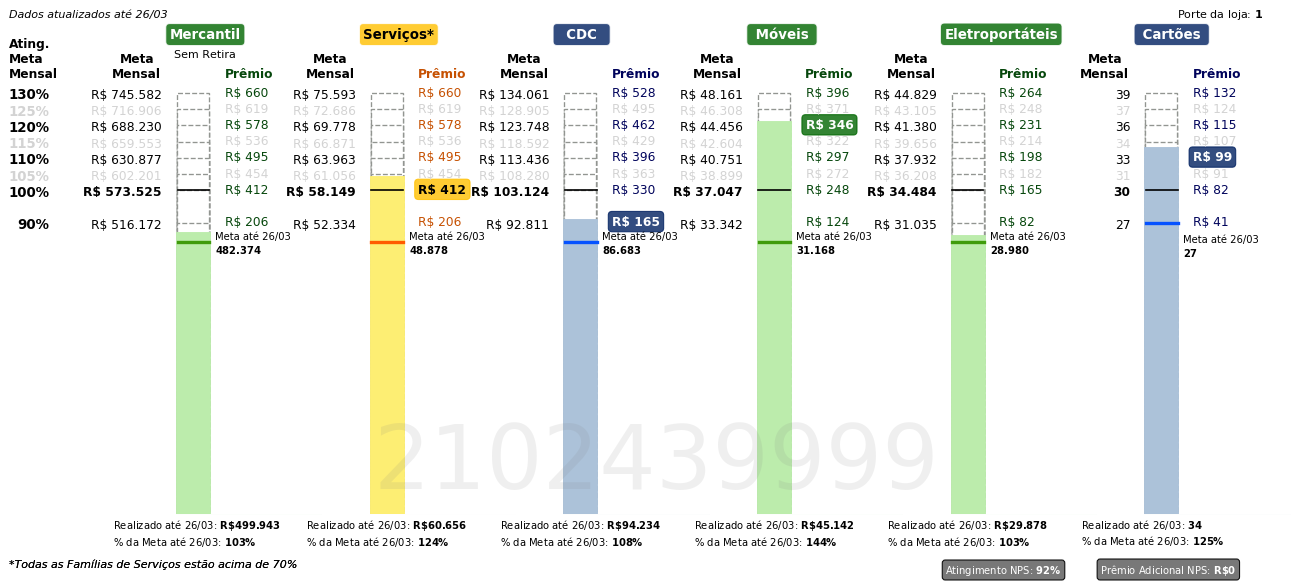 Dados atualizados até 26/03 Porte da loja: 1
Mercantil Serviços* CDC Móveis Eletroportáteis Cartões
Sem Retira
Ating. Meta Mensal Meta Mensal Prêmio Meta Mensal Prêmio Meta Mensal Prêmio Meta Mensal Prêmio Meta Mensal Prêmio Meta Mensal Prêmio
130% R$ 745.582 R$ 660 R$ 75.593 R$ 660 R$ 134.061 R$ 528 R$ 48.161 R$ 396 R$ 44.829 R$ 264 39 R$ 132
125% R$ 716.906 R$ 619 R$ 72.686 R$ 619 R$ 128.905 R$ 495 R$ 46.308 R$ 371 R$ 43.105 R$ 248 37 R$ 124
120% R$ 688.230 R$ 578 R$ 69.778 R$ 578 R$ 123.748 R$ 462 R$ 44.456 R$ 346 R$ 41.380 R$ 231 36 R$ 115
115% R$ 659.553 R$ 536 R$ 66.871 R$ 536 R$ 118.592 R$ 429 R$ 42.604 R$ 322 R$ 39.656 R$ 214 34 R$ 107
110% R$ 630.877 R$ 495 R$ 63.963 R$ 495 R$ 113.436 R$ 396 R$ 40.751 R$ 297 R$ 37.932 R$ 198 33 R$ 99
105% R$ 602.201 R$ 454 R$ 61.056 R$ 454 R$ 108.280 R$ 363 R$ 38.899 R$ 272 R$ 36.208 R$ 182 31 R$ 91
100% R$ 573.525 R$ 412 R$ 58.149 R$ 412 R$ 103.124 R$ 330 R$ 37.047 R$ 248 R$ 34.484 R$ 165 30 R$ 82
90% R$ 516.172 R$ 206 R$ 52.334 R$ 206 R$ 92.811 R$ 165 R$ 33.342 R$ 124 R$ 31.035 R$ 82 27 R$ 41
Meta até 26/03 Meta até 26/03 Meta até 26/03 Meta até 26/03 Meta até 26/03 Meta até 26/03
482.374 48.878 86.683 31.168 28.980 27
2102439999
Realizado até 26/03: R$499.943 Realizado até 26/03: R$60.656 Realizado até 26/03: R$94.234 Realizado até 26/03: R$45.142 Realizado até 26/03: R$29.878 Realizado até 26/03: 34
% da Meta até 26/03: 103% % da Meta até 26/03: 124% % da Meta até 26/03: 108% % da Meta até 26/03: 144% % da Meta até 26/03: 103% % da Meta até 26/03: 125%
*Todas as Famílias de Serviços estão acima de 70% Atingimento NPS: 92% Prêmio Adicional NPS: R$0